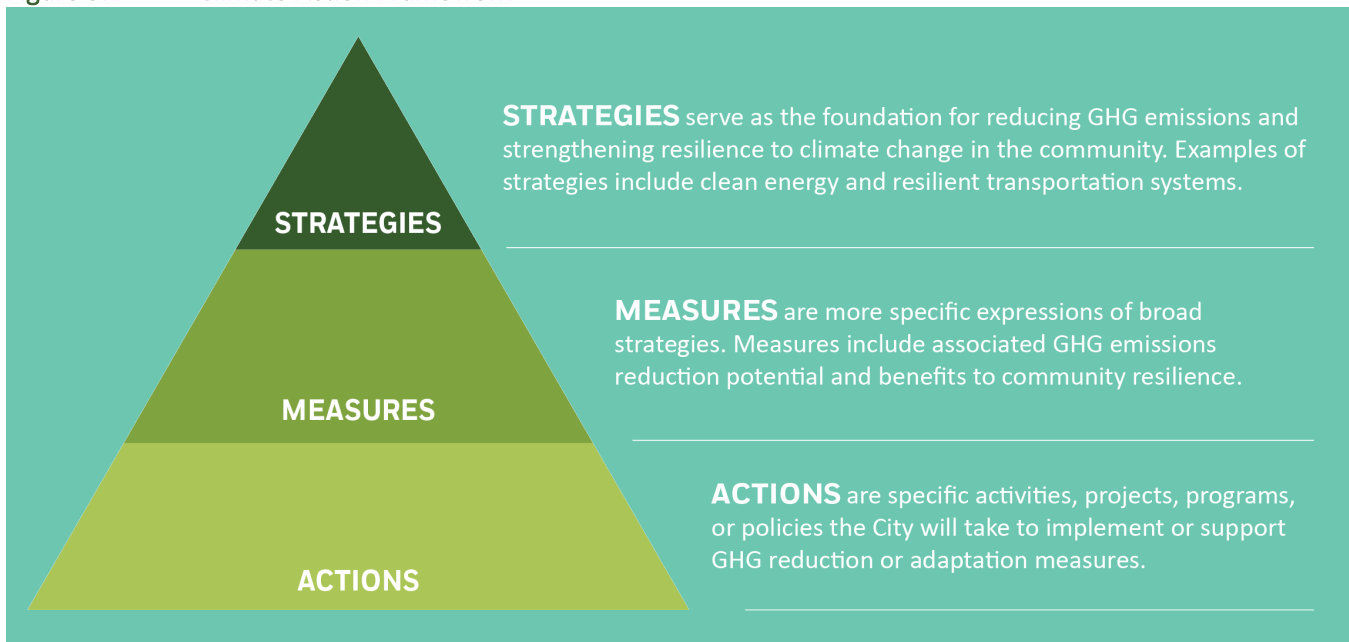 STRATEGIES serve as the foundation for reducing GHG emissions and
strengthening resilience to climate change in the community. Examples of
strategies include clean energy and resilient transportation systems.
STRATEGIES
MEASURES are more specific expressions of broad
strategies. Measures include associated GHG emissions
reduction potential and benefits to community resilience.
MEASURES
ACTIONS are specific activities, projects, programs,
or policies the City will take to implement or support
GHG reduction or adaptation measures.
ACTIONS